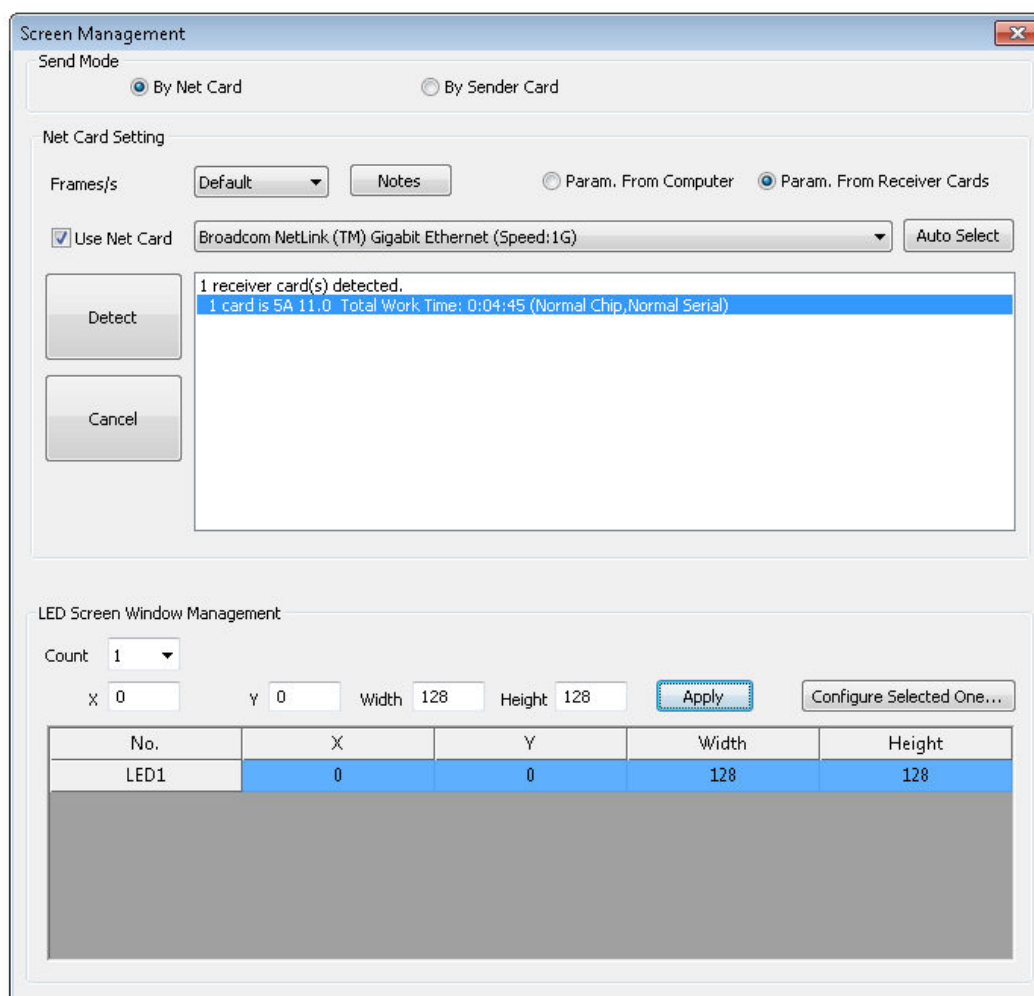 Screen Management
Send Mode
By Net Card By Sender Card
Net Card Setting
Frames/s Default Notes Param. From Computer Param. From Receiver Cards
Use Net Card Broadcom NetLink (TM) Gigabit Ethernet (Speed:1G) Auto Select
1 receiver card(s) detected.
1 card is 5A 11.0 Total Work Time: 0:04:45 (Normal Chip,Normal Serial)
Detect
Cancel
LED Screen Window Management
Count 1
X 0 Y 0 Width 128 Height 128 Apply Configure Selected One...
No. X Y Width Height
LED1 0 0 128 128